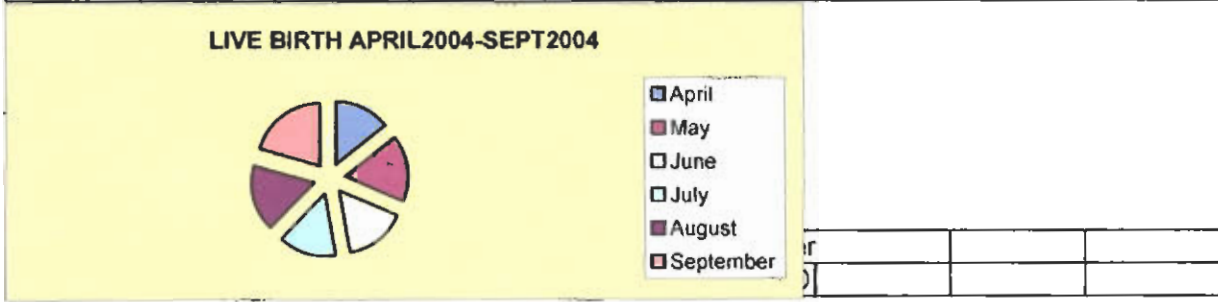 LIVE BIRTH APRIL2004-SEPT2004
April
May
June
July
August
September